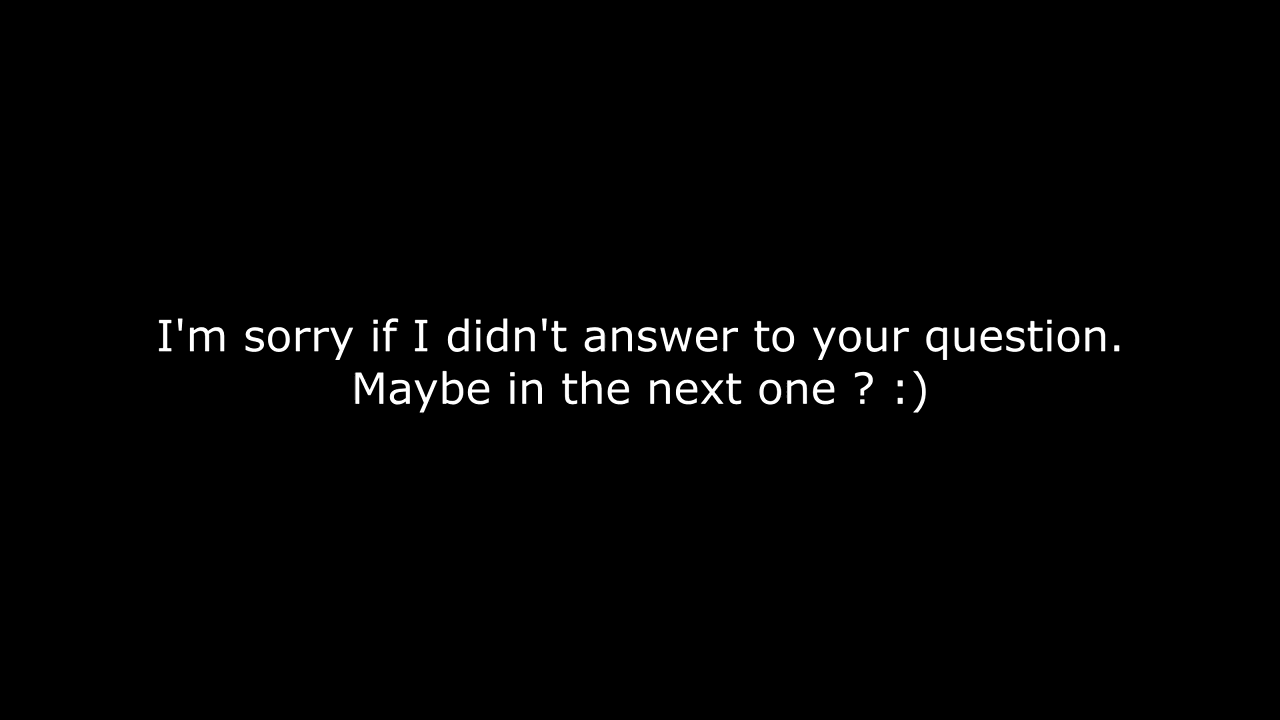 I'm sorry if I didn't answer to your question.
Maybe in the next one ? :)